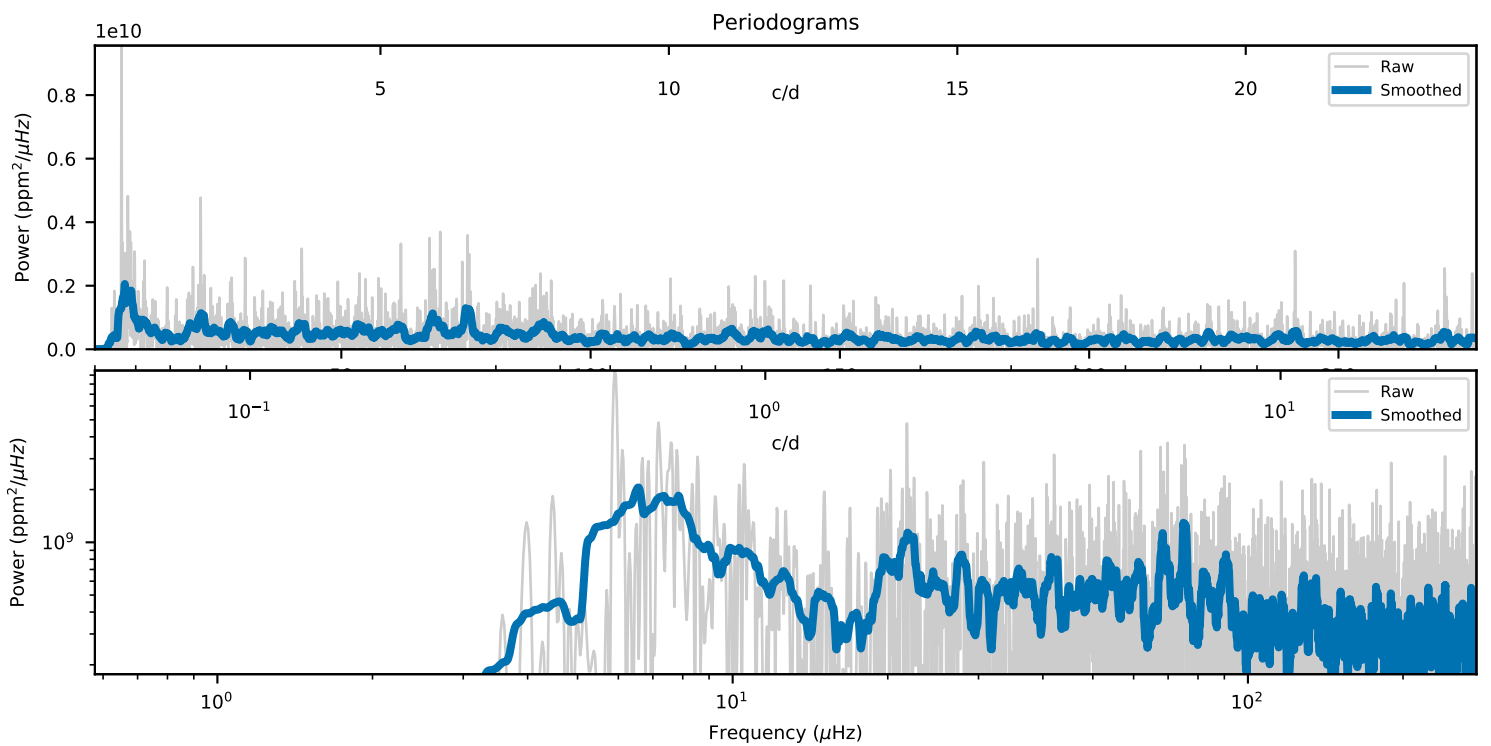 Periodograms
1e10
Raw
Smoothed
5 10 15 20
c/d
0.8
0.6
0.4
0.2
0.0
Power (ppm²/μHz)
10⁻¹ 10⁰ 10¹
c/d
Raw
Smoothed
10⁹
Power (ppm²/μHz)
10⁰ 10¹ 10²
Frequency (μHz)